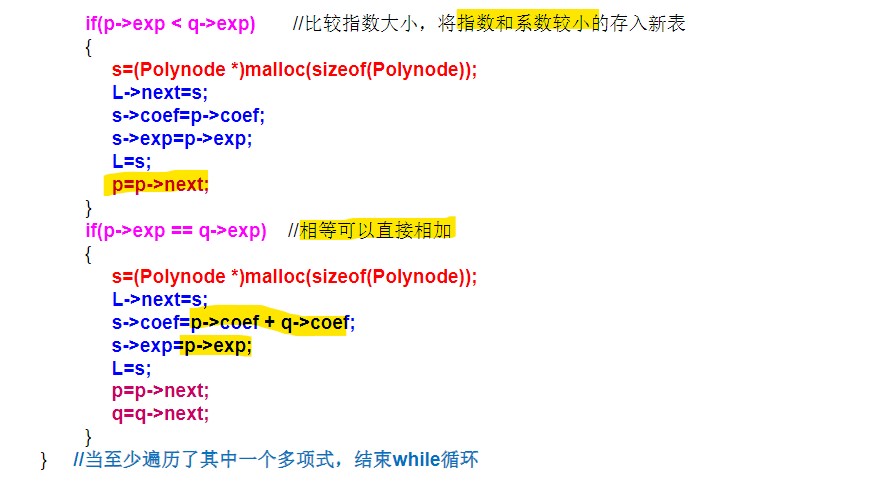 if(p->exp < q->exp) //比较指数大小，将指数和系数较小的存入新表
{
s=(Polynode *)malloc(sizeof(Polynode));
L->next=s;
s->coef=p->coef;
s->exp=p->exp;
L=s;
p=p->next;
}
if(p->exp == q->exp) //相等可以直接相加
{
s=(Polynode *)malloc(sizeof(Polynode));
L->next=s;
s->coef=p->coef + q->coef;
s->exp=p->exp;
L=s;
p=p->next;
q=q->next;
}
} //当至少遍历了其中一个多项式，结束while循环